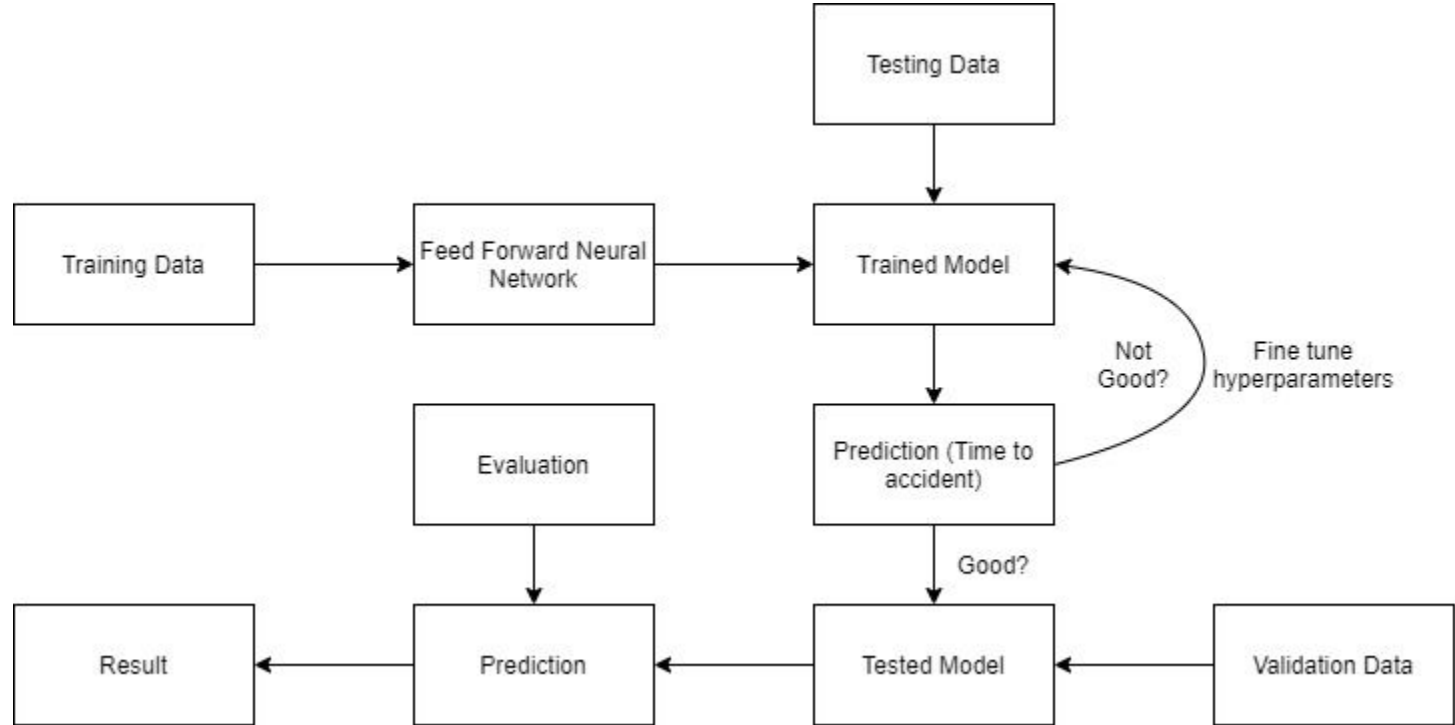 Testing Data
Training Data
Feed Forward Neural
Network
Trained Model
Not
Good?
Fine tune
hyperparameters
Evaluation
Prediction (Time to
accident)
Good?
Result
Prediction
Tested Model
Validation Data